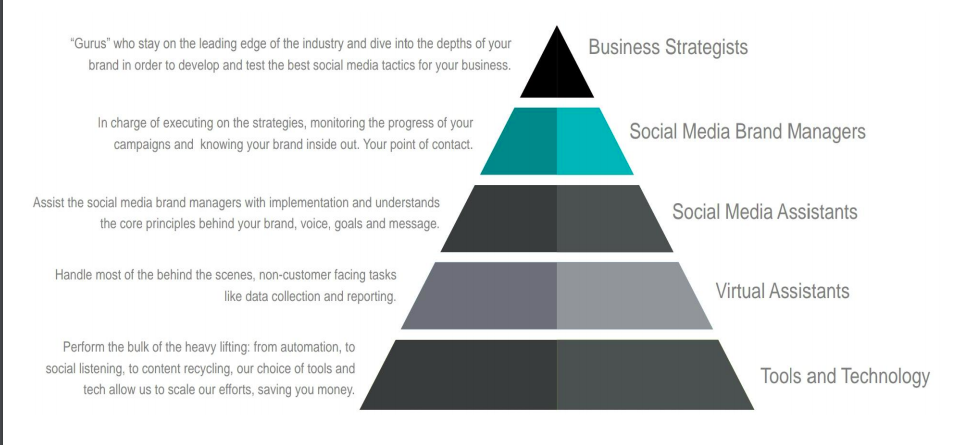 “Gurus” who stay on the leading edge of the industry and dive into the depths of your
brand in order to develop and test the best social media tactics for your business.
Business Strategists
In charge of executing on the strategies, monitoring the progress of your
campaigns and knowing your brand inside out. Your point of contact.
Social Media Brand Managers
Assist the social media brand managers with implementation and understands
the core principles behind your brand, voice, goals and message.
Social Media Assistants
Handle most of the behind the scenes, non-customer facing tasks
like data collection and reporting.
Virtual Assistants
Perform the bulk of the heavy lifting: from automation, to
social listening, to content recycling, our choice of tools and
tech allow us to scale our efforts, saving you money.
Tools and Technology